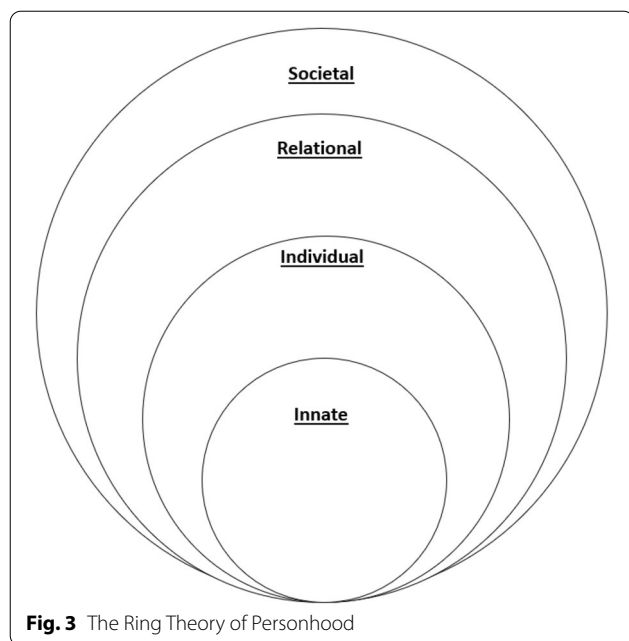 Societal
Relational
Individual
Innate
Fig. 3 The Ring Theory of Personhood